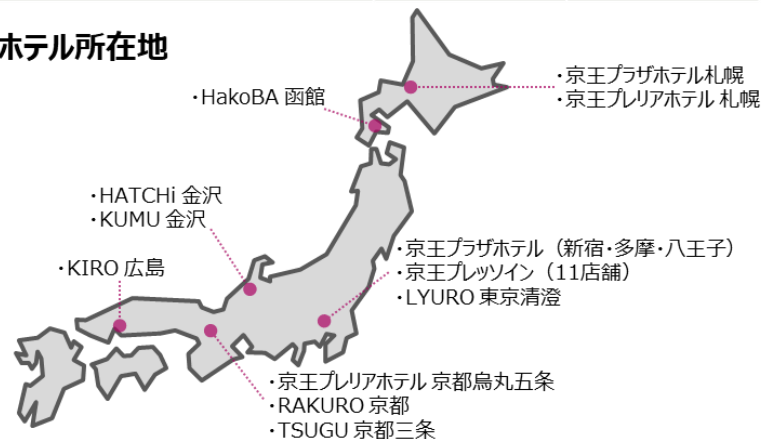 ホテル所在地
・京王プラザホテル札幌
・京王プレリアホテル 札幌
・HakoBA 函館
・HATCHi 金沢
・KUMU 金沢
・KIRO 広島
・京王プラザホテル（新宿・多摩・八王子）
・京王プレッソイン（11店舗）
・LYURO 東京清澄
・京王プレリアホテル 京都烏丸五条
・RAKURO 京都
・TSUGU 京都三条